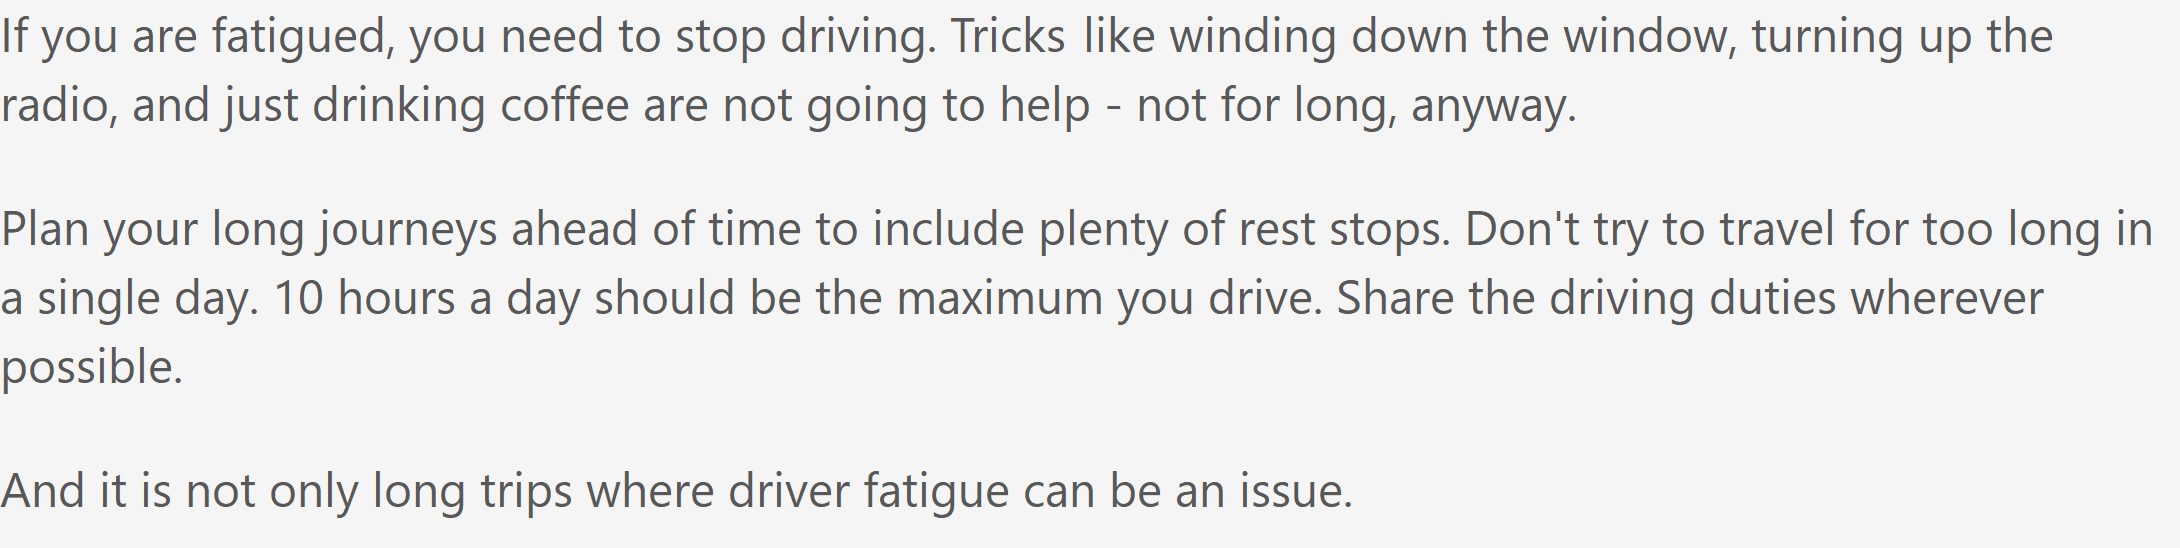 If you are fatigued, you need to stop driving. Tricks like winding down the window, turning up the
radio, and just drinking coffee are not going to help - not for long, anyway.
Plan your long journeys ahead of time to include plenty of rest stops. Don't try to travel for too long in
a single day. 10 hours a day should be the maximum you drive. Share the driving duties wherever
possible.
And it is not only long trips where driver fatigue can be an issue.